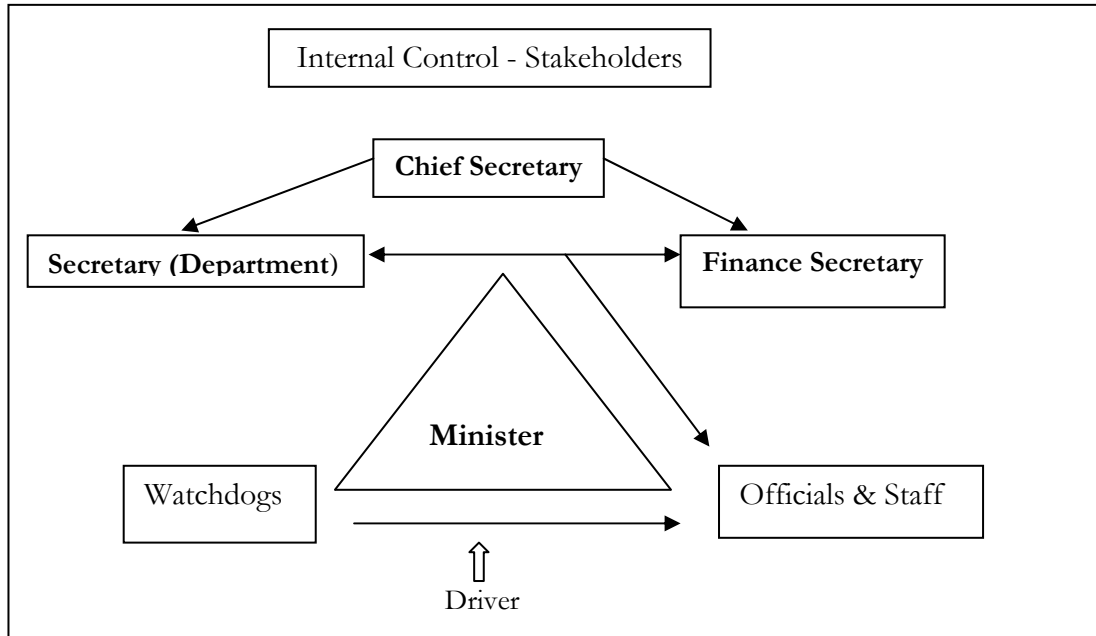 Internal Control - Stakeholders
Chief Secretary
Secretary (Department)
Finance Secretary
Minister
Watchdogs
Officials & Staff
Driver